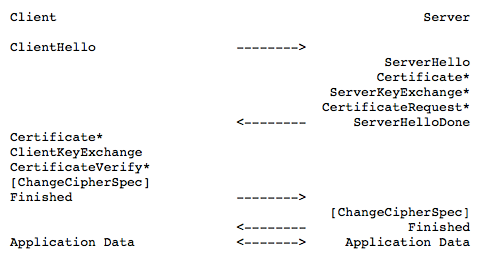 Client                                               Server

ClientHello                  -------->
                                                ServerHello
                                               Certificate*
                                         ServerKeyExchange*
                                        CertificateRequest*
                             <--------      ServerHelloDone
Certificate*
ClientKeyExchange
CertificateVerify*
[ChangeCipherSpec]
Finished                     -------->
                                         [ChangeCipherSpec]
                             <--------             Finished
Application Data             <------->     Application Data